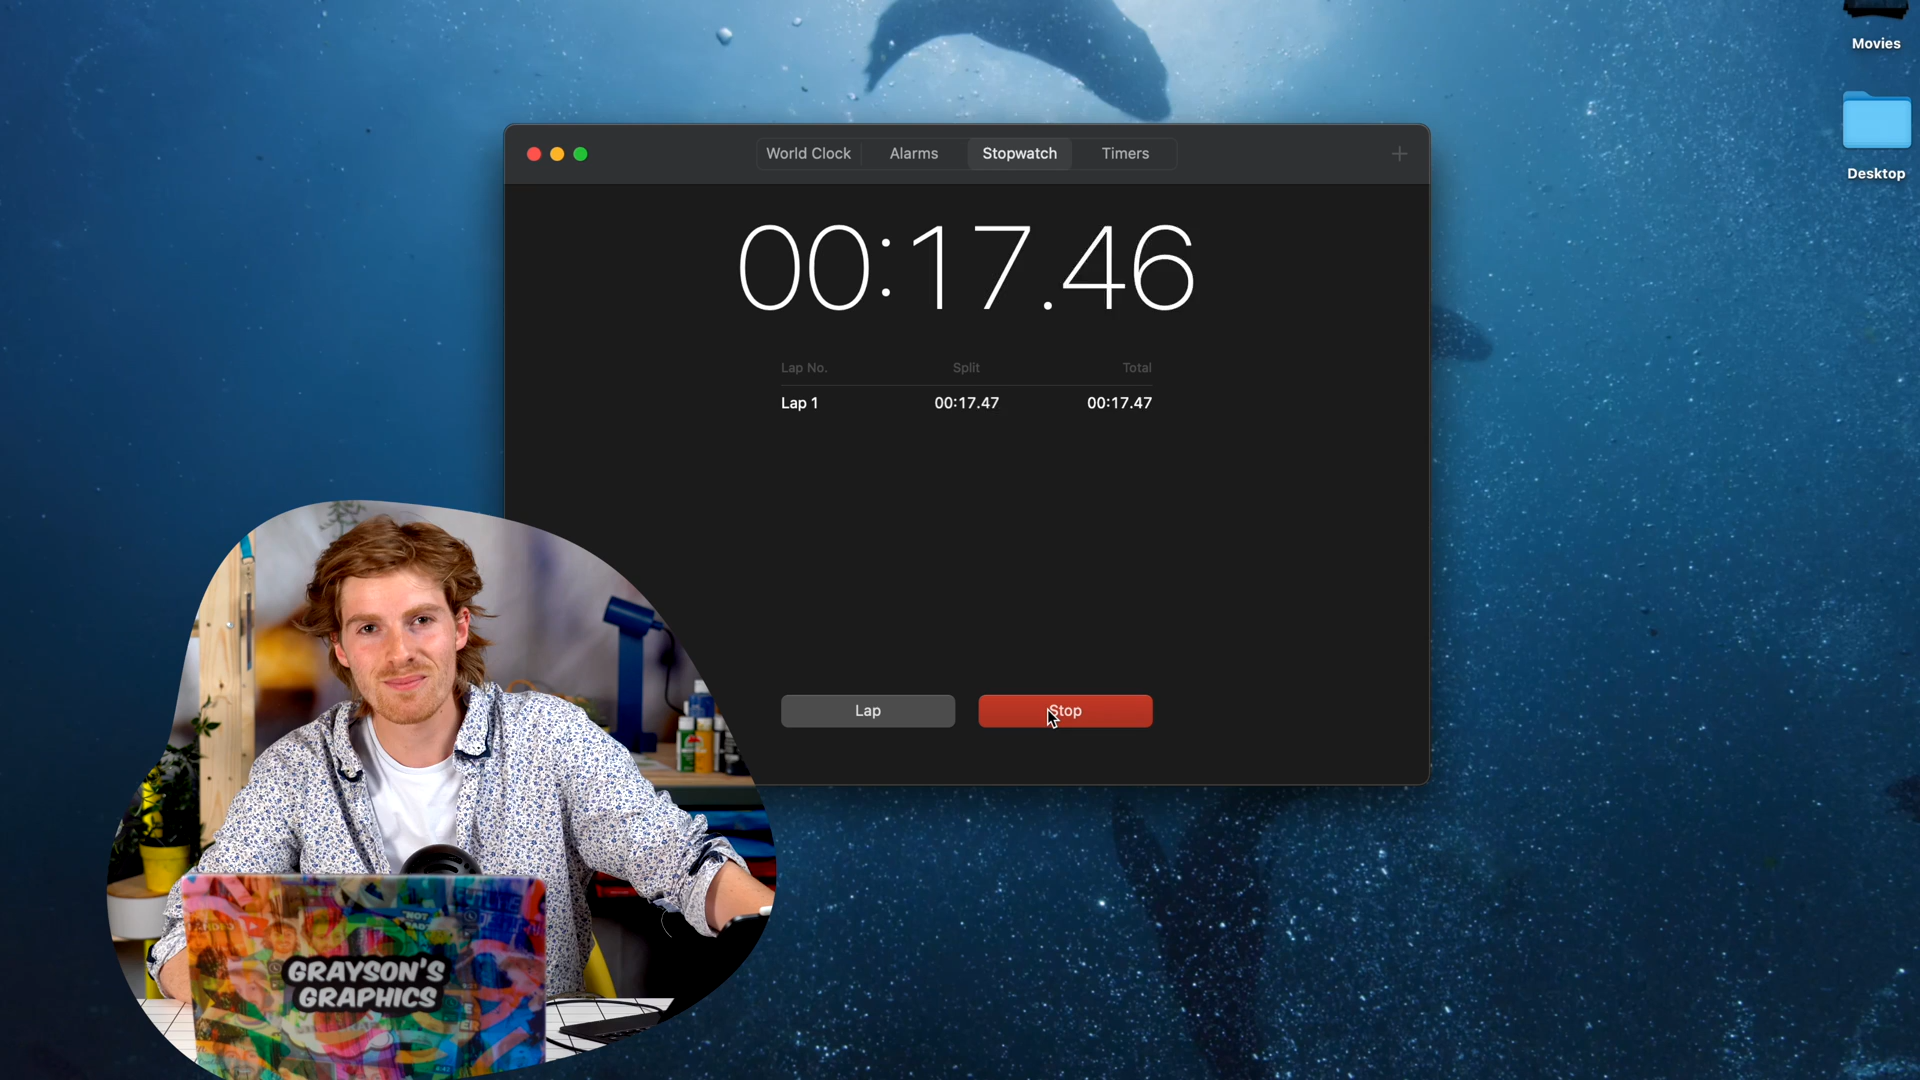 Movies
Desktop
World Clock Alarms Stopwatch Timers
00:17.46
Lap No. Split Total
Lap 1 00:17.47 00:17.47
Lap Stop
GRAYSON'S
GRAPHICS